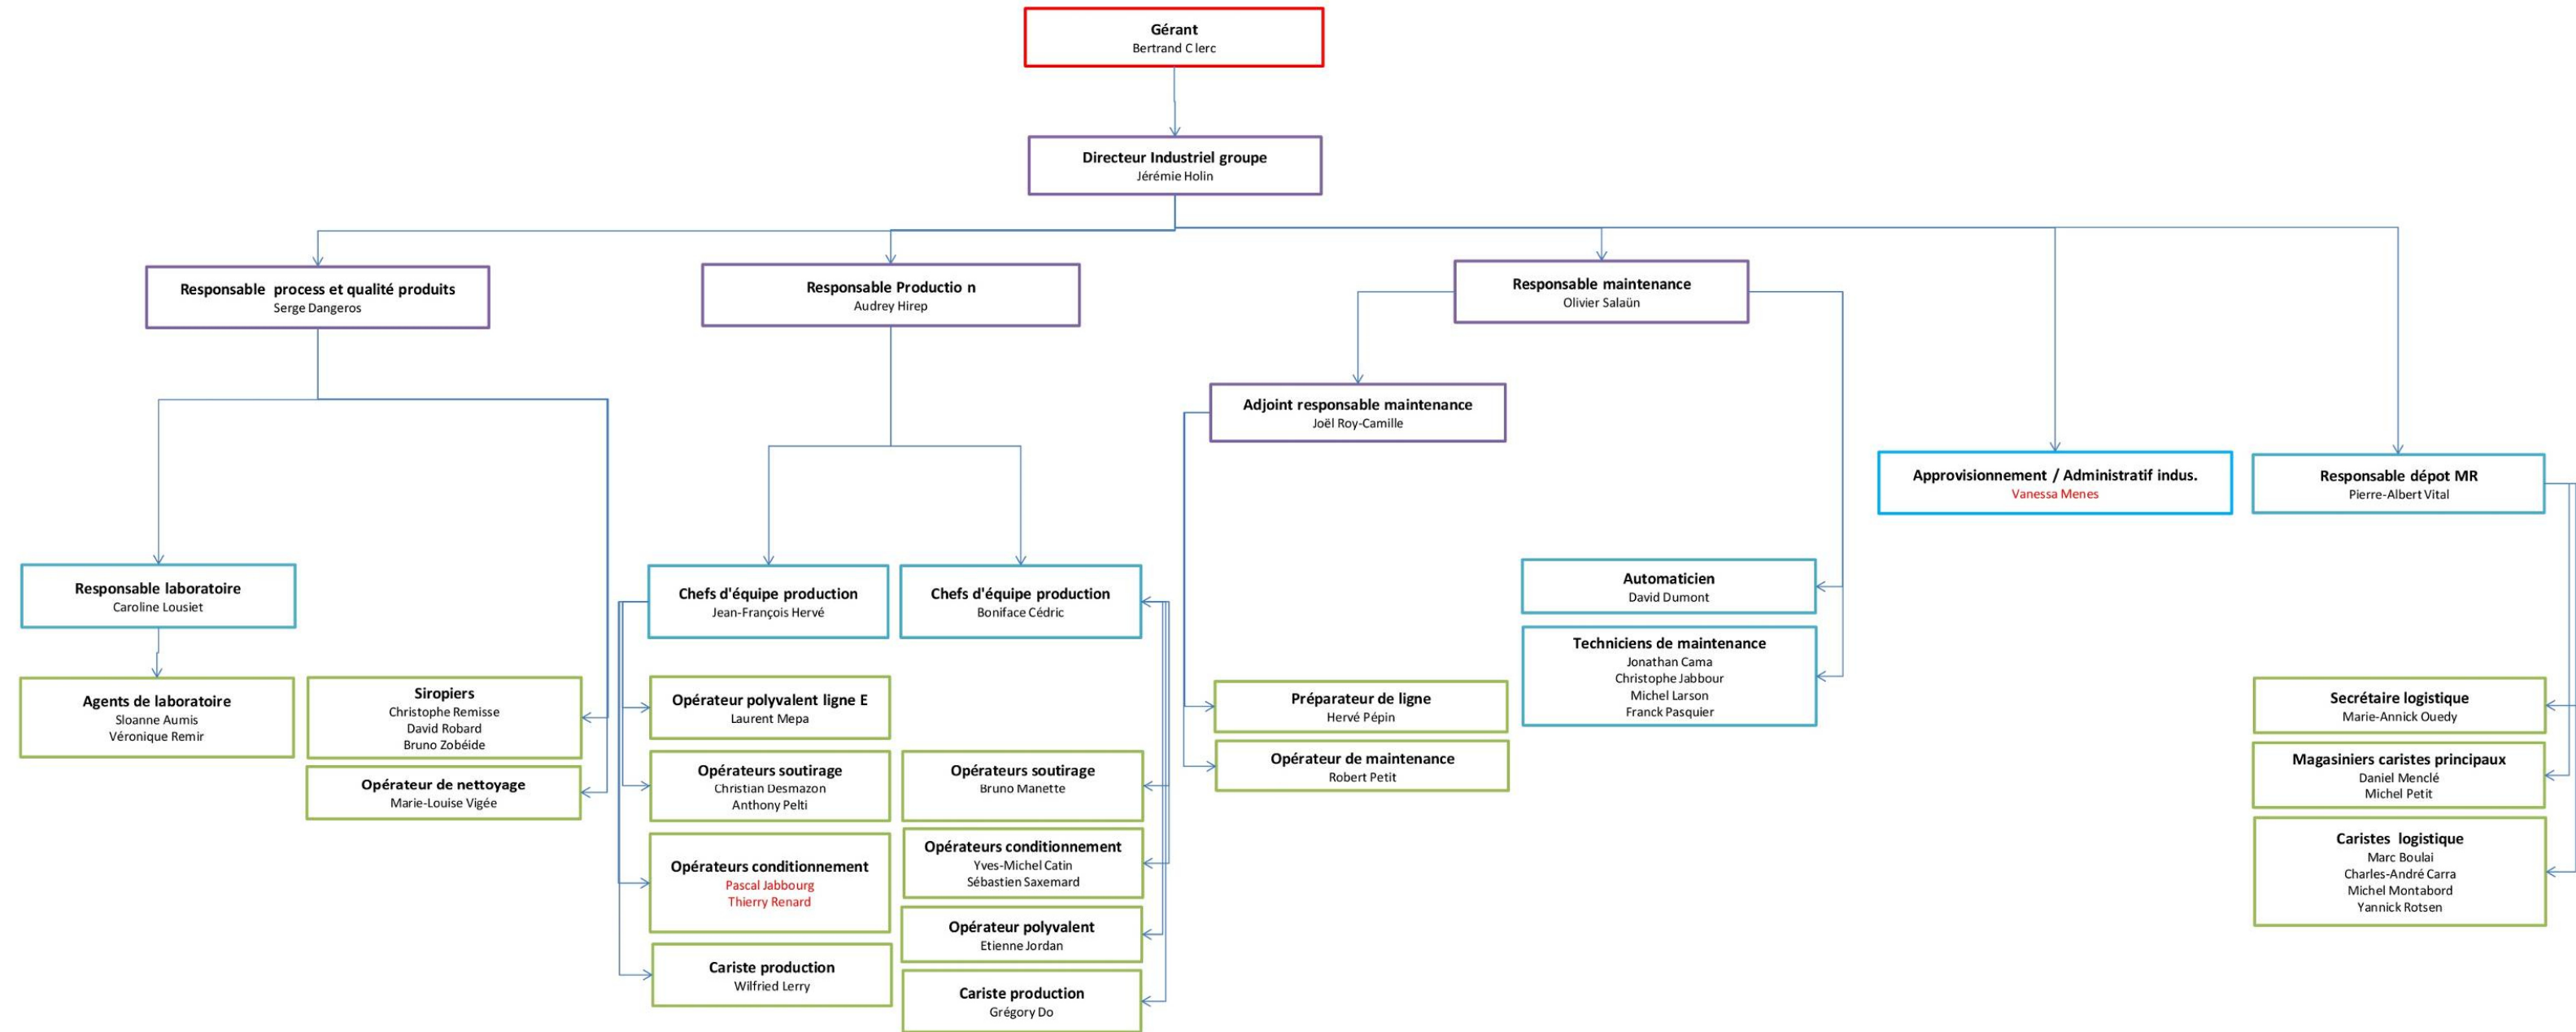 Gérant
Bertrand Clerc
Directeur Industriel groupe
Jérémie Holin
Responsable process et qualité produits
Serge Dangeros
Responsable Production
Audrey Hirep
Responsable maintenance
Olivier Salaün
Adjoint responsable maintenance
Joël Roy-Camille
Approvisionnement / Administratif indus.
Vanessa Menes
Responsable dépot MR
Pierre-Albert Vital
Responsable laboratoire
Caroline Lousiet
Chefs d'équipe production
Jean-François Hervé
Chefs d'équipe production
Boniface Cédric
Automaticien
David Dumont
Techniciens de maintenance
Jonathan Cama
Christophe Jabbour
Michel Larson
Franck Pasquier
Agents de laboratoire
Sloanne Aumis
Véronique Remir
Siropiers
Christophe Remisse
David Robard
Bruno Zobéide
Opérateur de nettoyage
Marie-Louise Vigée
Opérateur polyvalent ligne E
Laurent Mepa
Opérateurs soutirage
Christian Desmazon
Anthony Pelti
Opérateurs conditionnement
Pascal Jabbourg
Thierry Renard
Cariste production
Wilfried Lerry
Opérateurs soutirage
Bruno Manette
Opérateurs conditionnement
Yves-Michel Catin
Sébastien Saxemard
Opérateur polyvalent
Etienne Jordan
Cariste production
Grégory Do
Préparateur de ligne
Hervé Pépin
Opérateur de maintenance
Robert Petit
Secrétaire logistique
Marie-Annick Ouedy
Magasiniers caristes principaux
Daniel Menclé
Michel Petit
Caristes logistique
Marc Boulai
Charles-André Carra
Michel Montabord
Yannick Rotsen